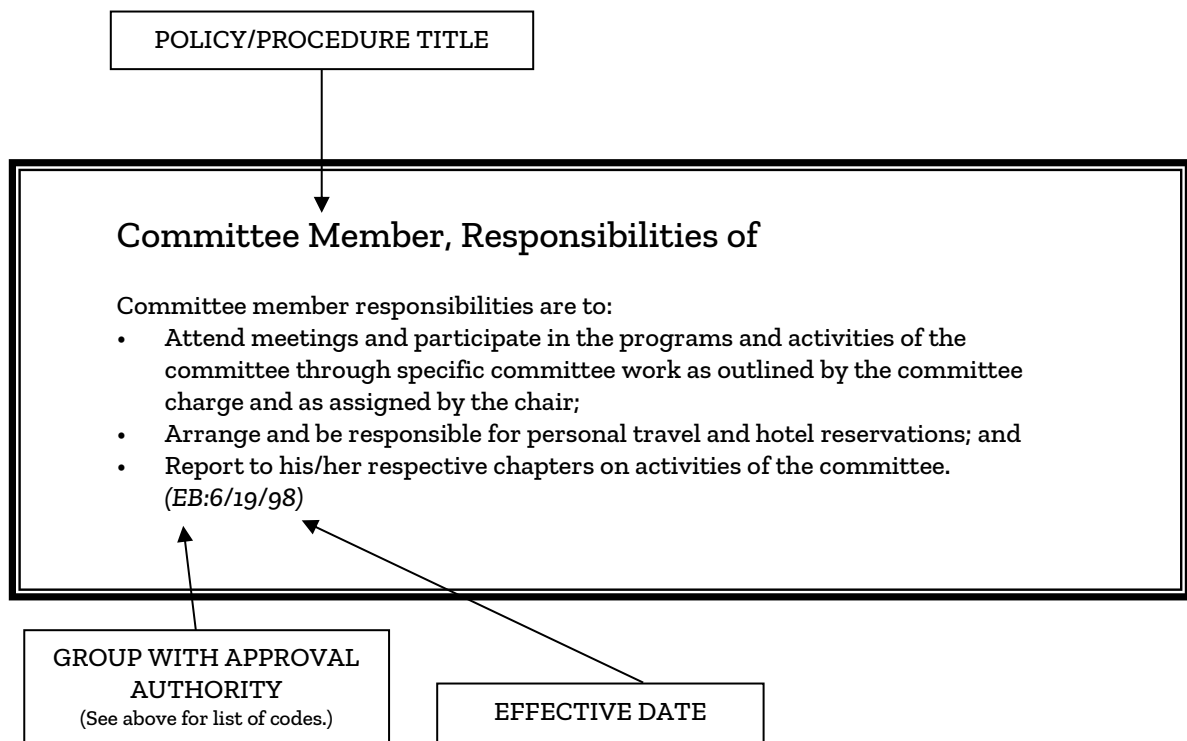 POLICY/PROCEDURE TITLE
Committee Member, Responsibilities of
Committee member responsibilities are to:
• Attend meetings and participate in the programs and activities of the
committee through specific committee work as outlined by the committee
charge and as assigned by the chair;
• Arrange and be responsible for personal travel and hotel reservations; and
• Report to his/her respective chapters on activities of the committee.
(EB:6/19/98)
GROUP WITH APPROVAL
AUTHORITY
(See above for list of codes.)
EFFECTIVE DATE